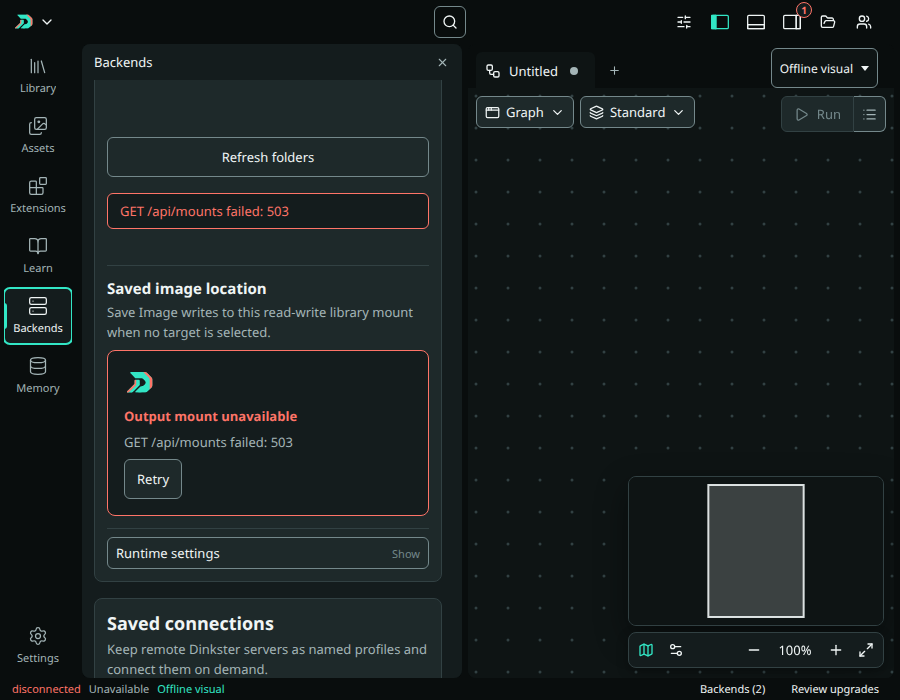 1
Library
Assets
Extensions
Learn
Backends
Memory
Settings
Backends
Refresh folders
GET /api/mounts failed: 503
Saved image location
Save Image writes to this read-write library mount
when no target is selected.
Output mount unavailable
GET /api/mounts failed: 503
Retry
Runtime settings
Show
Saved connections
Keep remote Dinkster servers as named profiles and
connect them on demand.
Untitled
Offline visual
Graph
Standard
Run
100%
disconnected Unavailable Offline visual
Backends (2)
Review upgrades